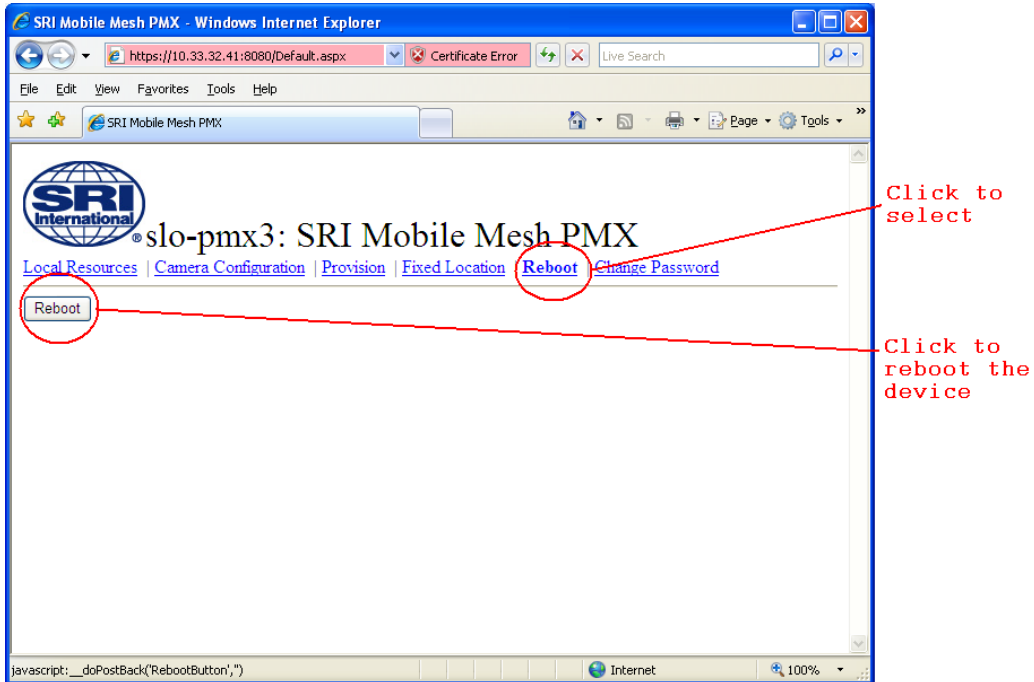 SRI Mobile Mesh PMX - Windows Internet Explorer
https://10.33.32.41:8080/Default.aspx Certificate Error Live Search
File Edit View Favorites Tools Help
SRI Mobile Mesh PMX Page Tools »
SRI
International
® slo-pmx3: SRI Mobile Mesh PMX
Local Resources | Camera Configuration | Provision | Fixed Location | Reboot | Change Password
Reboot
Click to
select
Click to
reboot the
device
javascript:__doPostBack('RebootButton','') Internet 100%